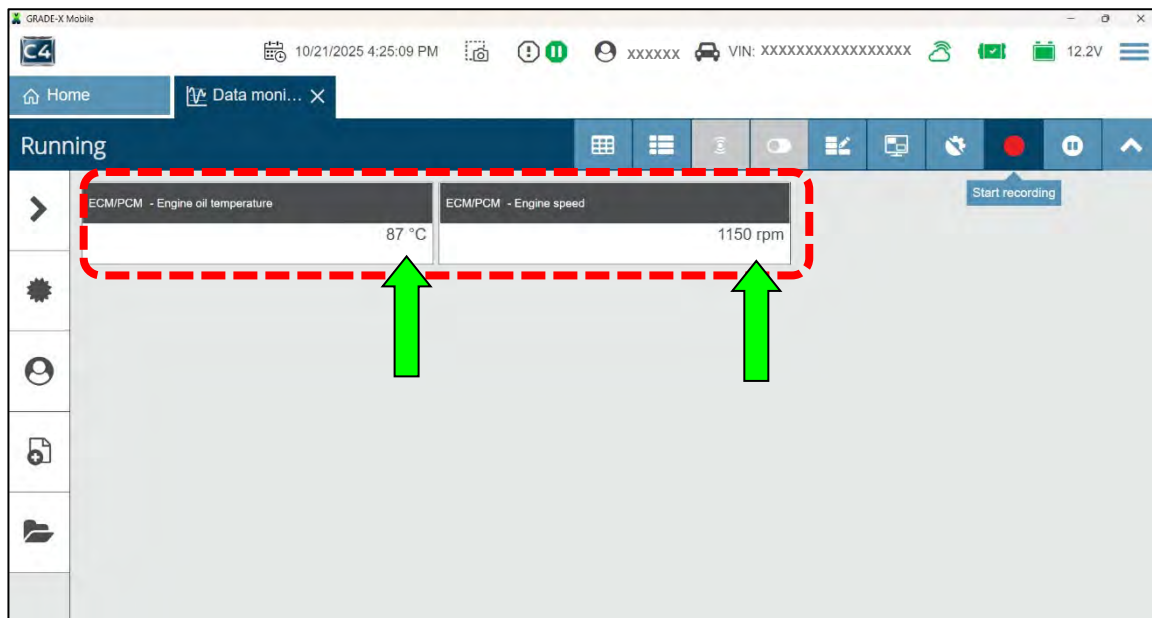 GRADE-X Mobile
C4
10/21/2025 4:25:09 PM
xxxxxx
VIN: XXXXXXXXXXXXXXXXX
12.2V
Home
Data moni...
Running
Start recording
ECM/PCM - Engine oil temperature
ECM/PCM - Engine speed
87 °C
1150 rpm